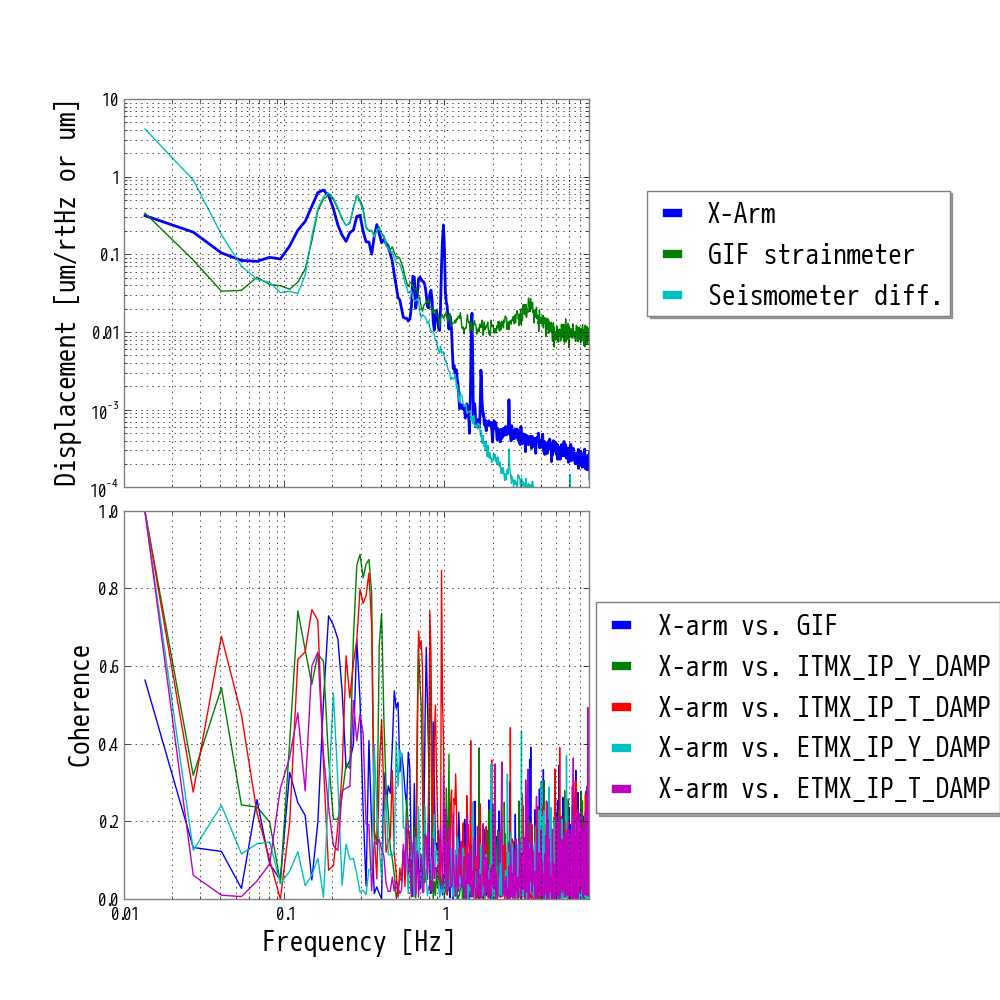 Displacement [um/rtHz or um]
10
1
0.1
0.01
10^-3
10^-4
X-Arm
GIF strainmeter
Seismometer diff.
Coherence
1.0
0.8
0.6
0.4
0.2
0.0
0.01 0.1 1
Frequency [Hz]
X-arm vs. GIF
X-arm vs. ITMX_IP_Y_DAMP
X-arm vs. ITMX_IP_T_DAMP
X-arm vs. ETMX_IP_Y_DAMP
X-arm vs. ETMX_IP_T_DAMP